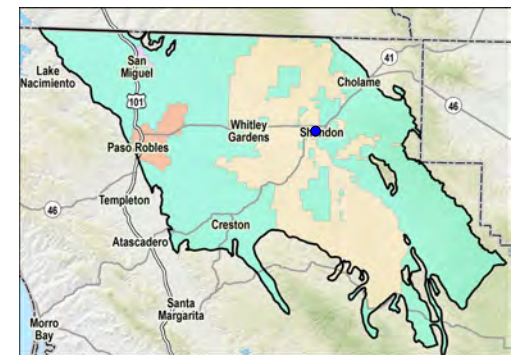 San
Miguel
Lake
Nacimiento
41
Cholame
101
46
Whitley
Gardens
Shandon
Paso Robles
Templeton
46
Creston
Atascadero
Santa
Margarita
Morro
Bay